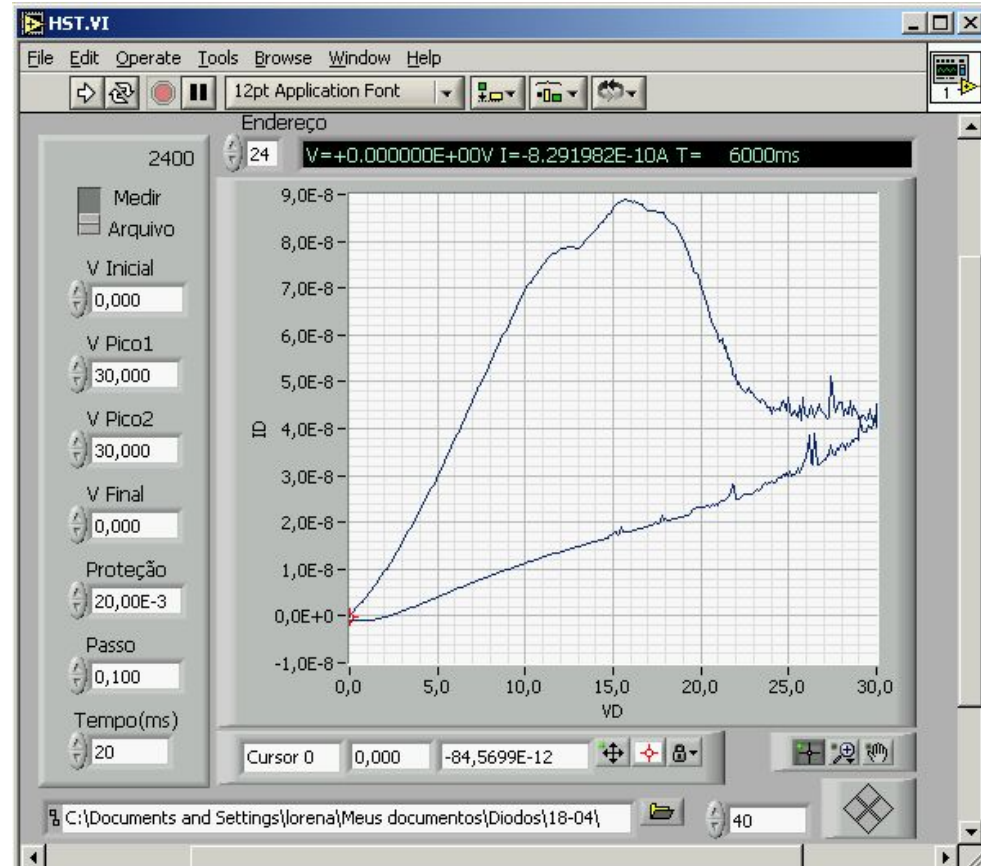 HST.VI
File Edit Operate Tools Browse Window Help
12pt Application Font
1
Endereço
2400
24
V=+0.000000E+00V I=-8.291982E-10A T= 6000ms
Medir
Arquivo
V Inicial
0,000
V Pico1
30,000
V Pico2
30,000
V Final
0,000
Proteção
20,00E-3
Passo
0,100
Tempo(ms)
20
9,0E-8
8,0E-8
7,0E-8
6,0E-8
5,0E-8
4,0E-8
3,0E-8
2,0E-8
1,0E-8
0,0E+0
-1,0E-8
ID
0,0 5,0 10,0 15,0 20,0 25,0 30,0
VD
Cursor 0 0,000 -84,5699E-12
C:\Documents and Settings\lorena\Meus documentos\Diodos\18-04\
40